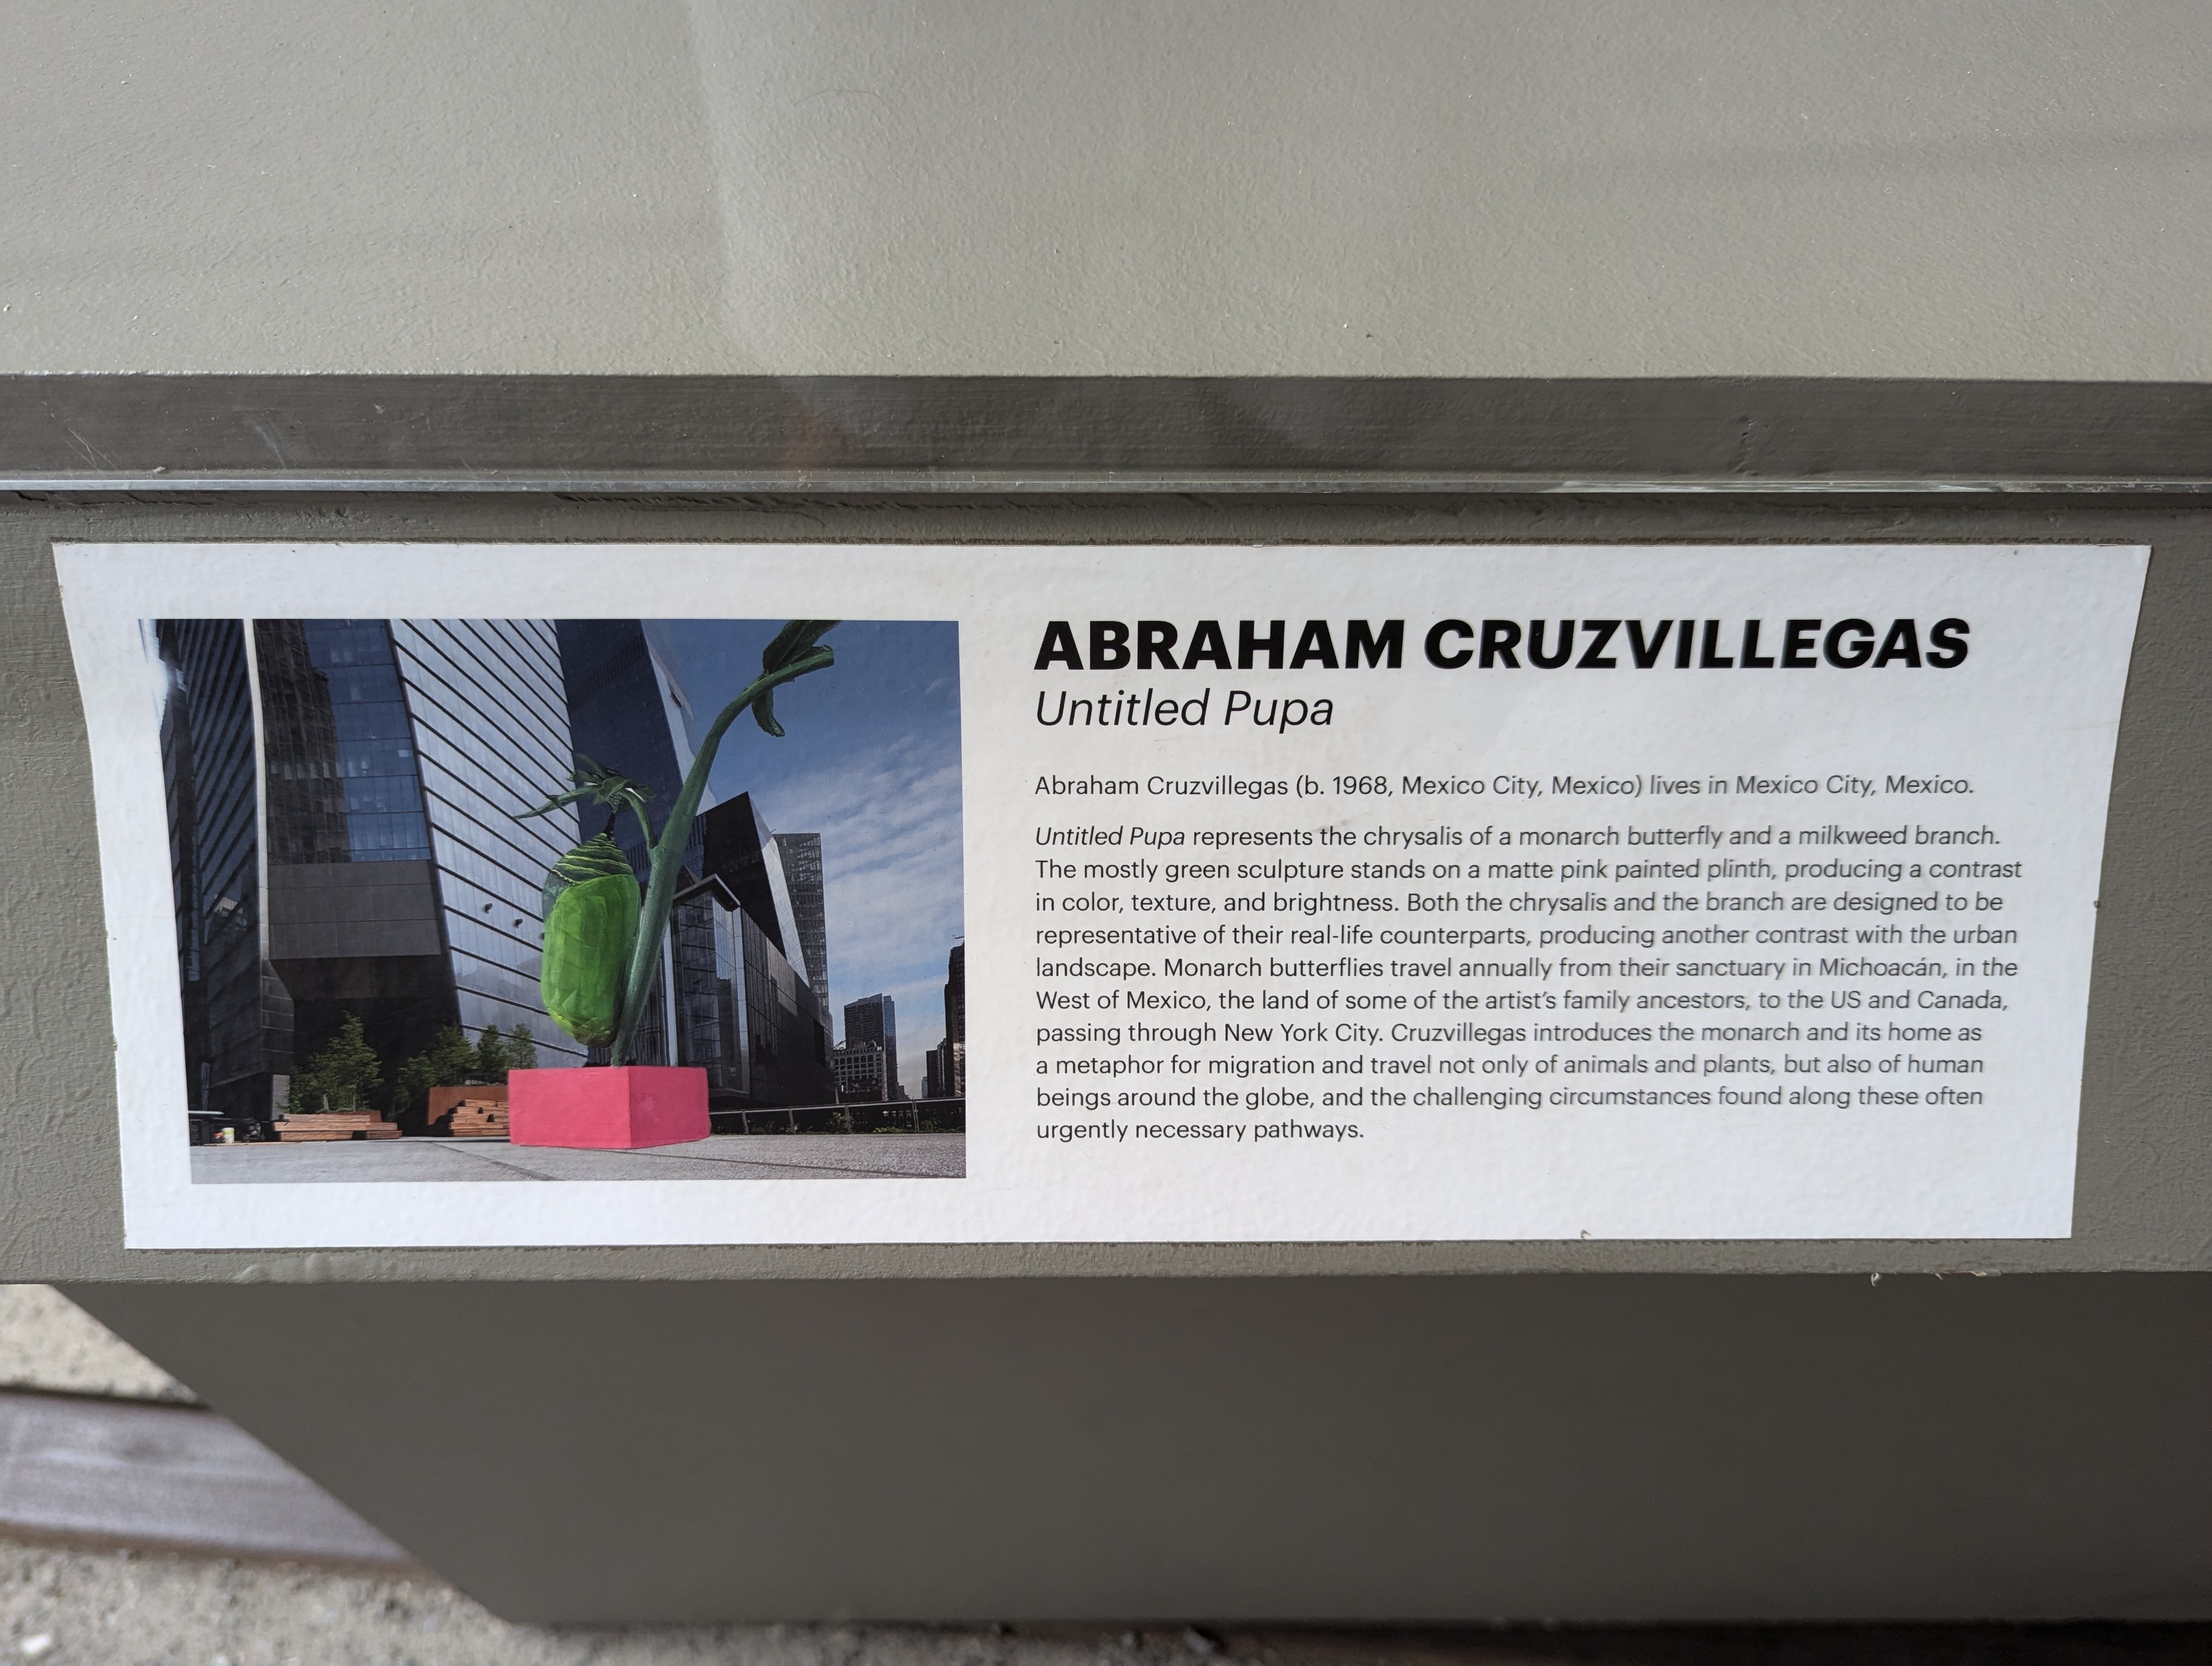 ABRAHAM CRUZVILLEGAS
Untitled Pupa
Abraham Cruzvillegas (b. 1968, Mexico City, Mexico) lives in Mexico City, Mexico.
Untitled Pupa represents the chrysalis of a monarch butterfly and a milkweed branch.
The mostly green sculpture stands on a matte pink painted plinth, producing a contrast
in color, texture, and brightness. Both the chrysalis and the branch are designed to be
representative of their real-life counterparts, producing another contrast with the urban
landscape. Monarch butterflies travel annually from their sanctuary in Michoacán, in the
West of Mexico, the land of some of the artist’s family ancestors, to the US and Canada,
passing through New York City. Cruzvillegas introduces the monarch and its home as
a metaphor for migration and travel not only of animals and plants, but also of human
beings around the globe, and the challenging circumstances found along these often
urgently necessary pathways.